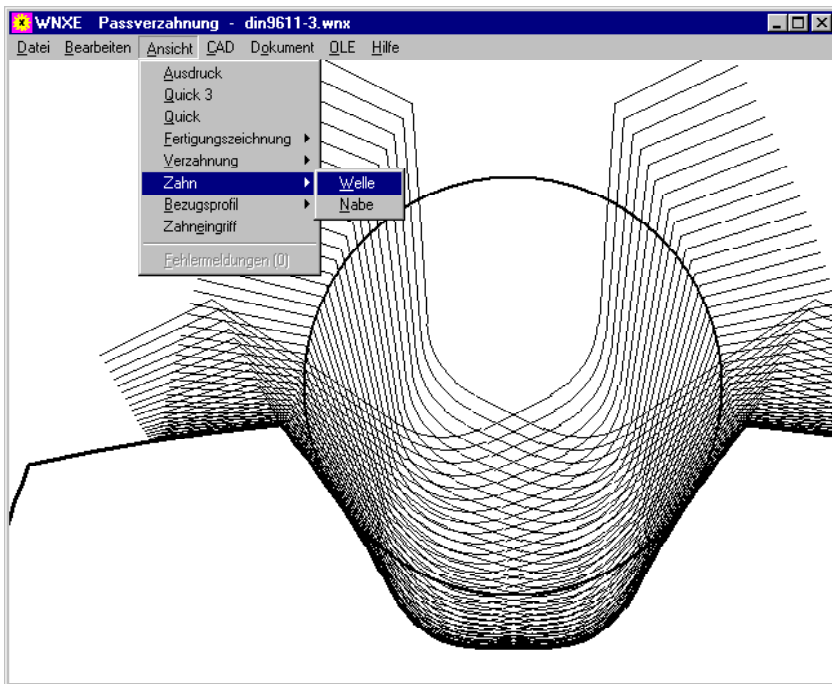 WNXE Passverzahnung - din9611-3.wnx
Datei Bearbeiten Ansicht CAD Dokument OLE Hilfe
Ausdruck
Quick 3
Quick
Fertigungszeichnung
Verzahnung
Zahn
Welle
Bezugsprofil
Nabe
Zahneingriff
Fehlermeldungen (0)